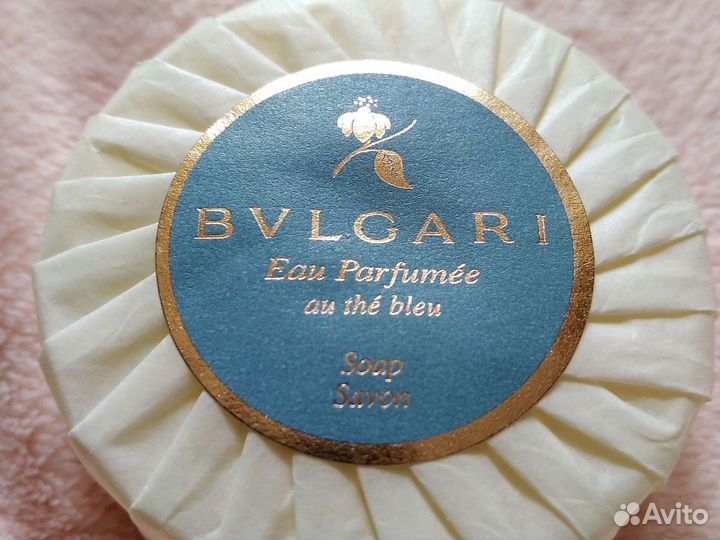 BVLGARI
Eau Parfumée
au thé bleu
Soap
Savon
Avito